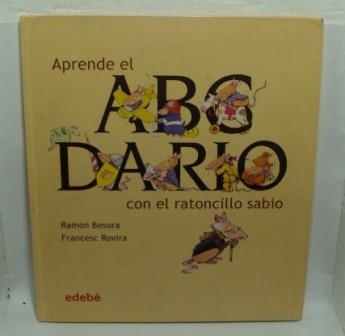 Aprende el
ABC
DARIO
con el ratoncillo sabio
Ramon Besora
Francesc Rovira
edebé